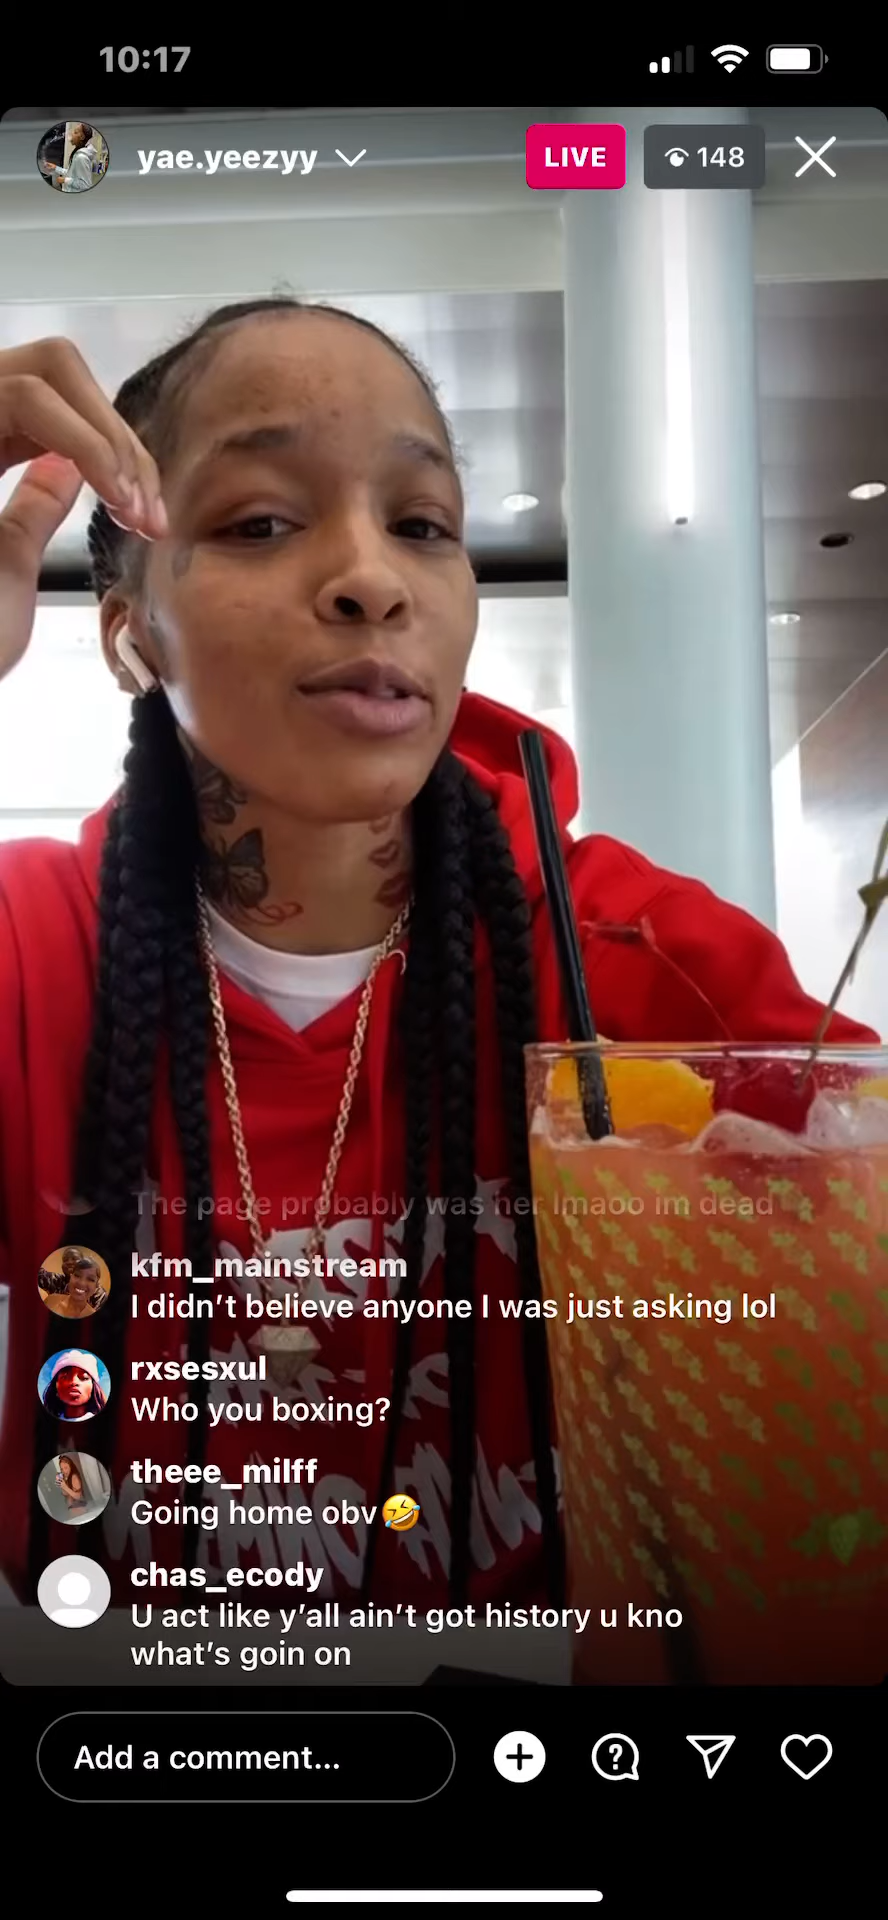 10:17
yae.yeezyy
LIVE
148
The page probably was her lmaoo im dead
kfm_mainstream
I didn't believe anyone I was just asking lol
rxsesxul
Who you boxing?
theee_milff
Going home obv🤣
chas_ecody
U act like y'all ain't got history u kno
what's goin on
Add a comment...